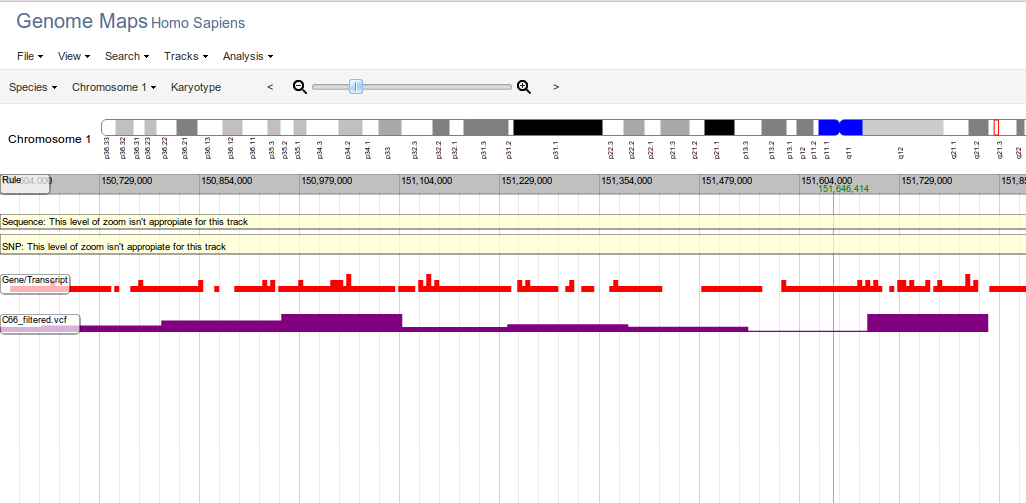 Genome Maps Homo Sapiens
File View Search Tracks Analysis
Species Chromosome 1 Karyotype < >
Chromosome 1
p36.33 p36.32 p36.31 p36.23 p36.22 p36.21 p36.13 p36.12 p36.11 p35.3 p35.2 p35.1 p34.3 p34.2 p34.1 p33 p32.3 p32.2 p32.1 p31.3 p31.2 p31.1 p22.3 p22.2 p22.1 p21.3 p21.2 p21.1 p13.3 p13.2 p13.1 p12 p11.2 p11.1 q11 q12 q21.1 q21.2 q21.3 q22
Rule 604,000 150,729,000 150,854,000 150,979,000 151,104,000 151,229,000 151,354,000 151,479,000 151,604,000 151,729,000 151,85
151,646,414
Sequence: This level of zoom isn't appropiate for this track
SNP: This level of zoom isn't appropiate for this track
Gene/Transcript
C66_filtered.vcf